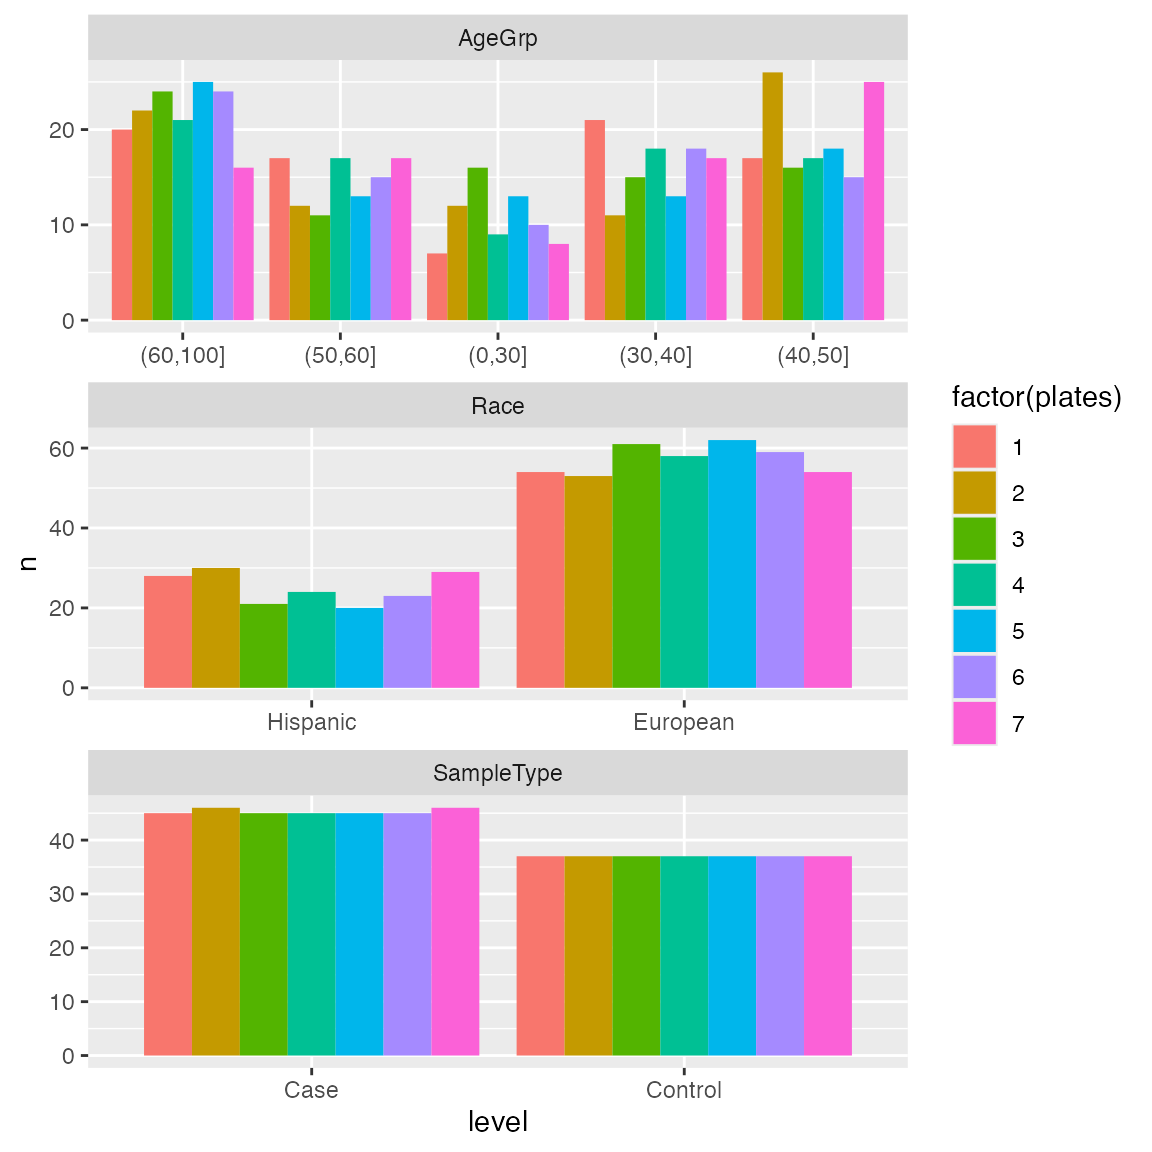 AgeGrp
20
10
0
(60,100] (50,60] (0,30] (30,40] (40,50]
Race
60
40
20
0
Hispanic European
SampleType
40
30
20
10
0
Case Control
level
n
factor(plates)
1
2
3
4
5
6
7